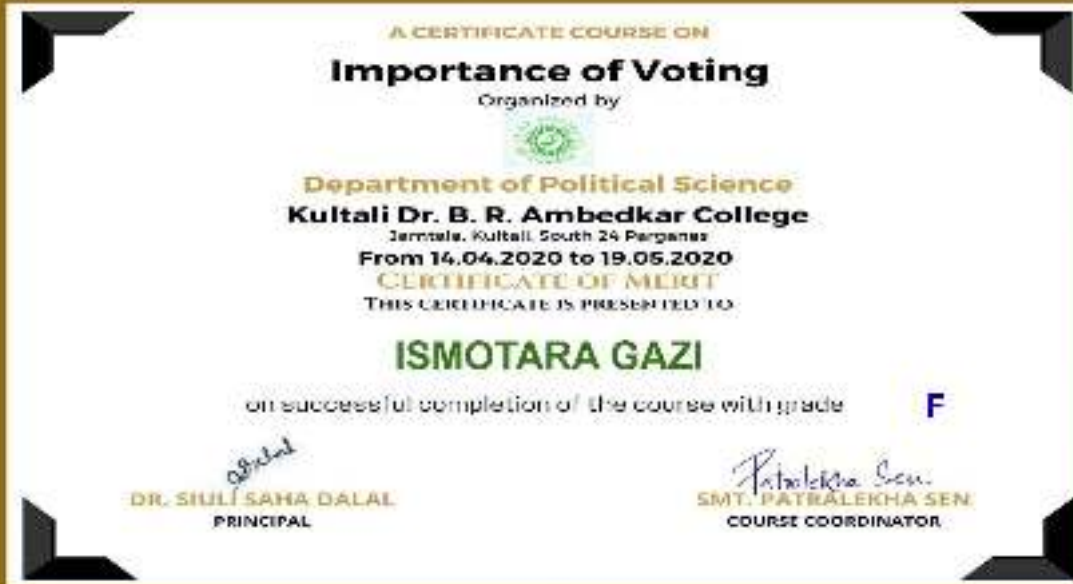 A CERTIFICATE COURSE ON
Importance of Voting
Organized by
Department of Political Science
Kultali Dr. B. R. Ambedkar College
Jamtala, Kultali, South 24 Parganas
From 14.04.2020 to 19.05.2020
CERTIFICATE OF MERIT
THIS CERTIFICATE IS PRESENTED TO
ISMOTARA GAZI
on successful completion of the course with grade F
Patralekha Sen.
DR. SIULI SAHA DALAL
SMT. PATRALEKHA SEN
PRINCIPAL
COURSE COORDINATOR